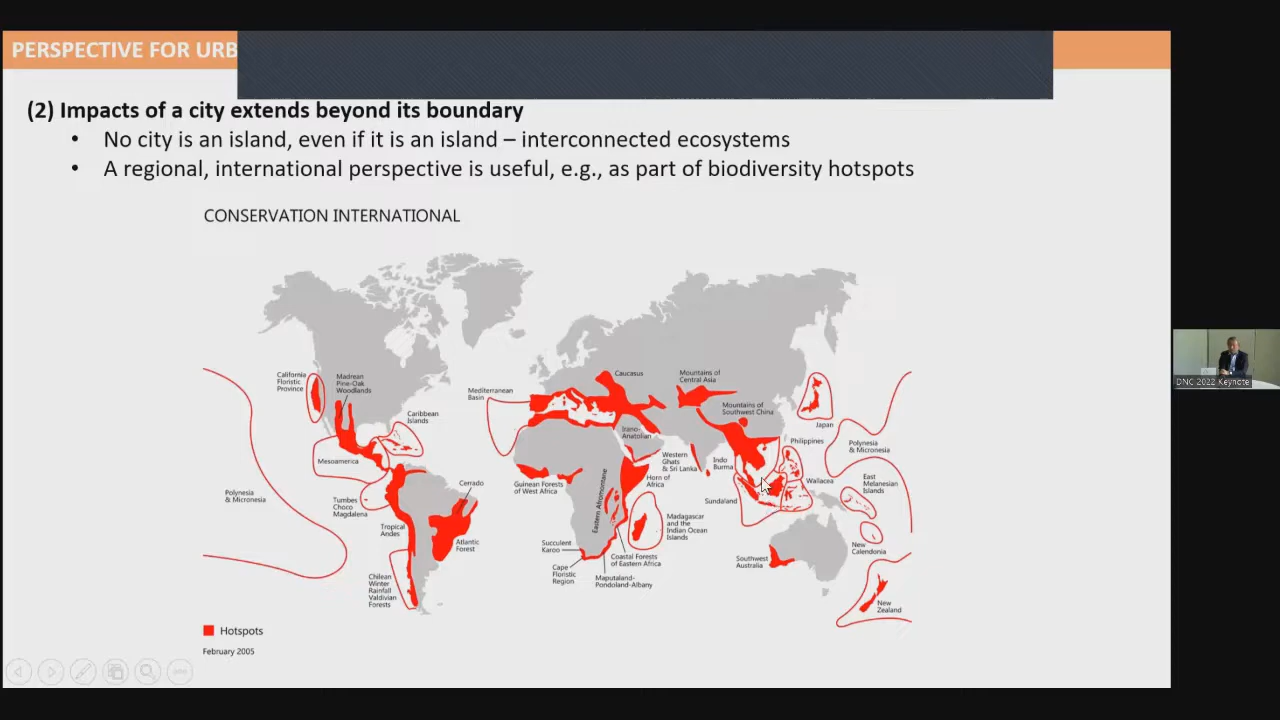 PERSPECTIVE FOR URB
(2) Impacts of a city extends beyond its boundary
• No city is an island, even if it is an island – interconnected ecosystems
• A regional, international perspective is useful, e.g., as part of biodiversity hotspots
CONSERVATION INTERNATIONAL
California
Floristic
Province
Madrean
Pine-Oak
Woodlands
Caribbean
Islands
Mesoamerica
Polynesia
& Micronesia
Tumbes
Choco
Magdalena
Tropical
Andes
Cerrado
Atlantic
Forest
Chilean
Winter
Rainfall
Valdivian
Forests
Mediterranean
Basin
Caucasus
Irano-
Anatolian
Guinean Forests
of West Africa
Eastern Afromontane
Horn of
Africa
Western
Ghats
& Sri Lanka
Madagascar
and the
Indian Ocean
Islands
Succulent
Karoo
Cape
Floristic
Region
Coastal Forests
of Eastern Africa
Maputaland-
Pondoland-Albany
Mountains of
Central Asia
Mountains of
Southwest China
Indo
Burma
Sundaland
Japan
Philippines
Wallacea
Polynesia
& Micronesia
East
Melanesian
Islands
New
Calendonia
Southwest
Australia
New
Zealand
Hotspots
February 2005
DNC 2022 Keynote